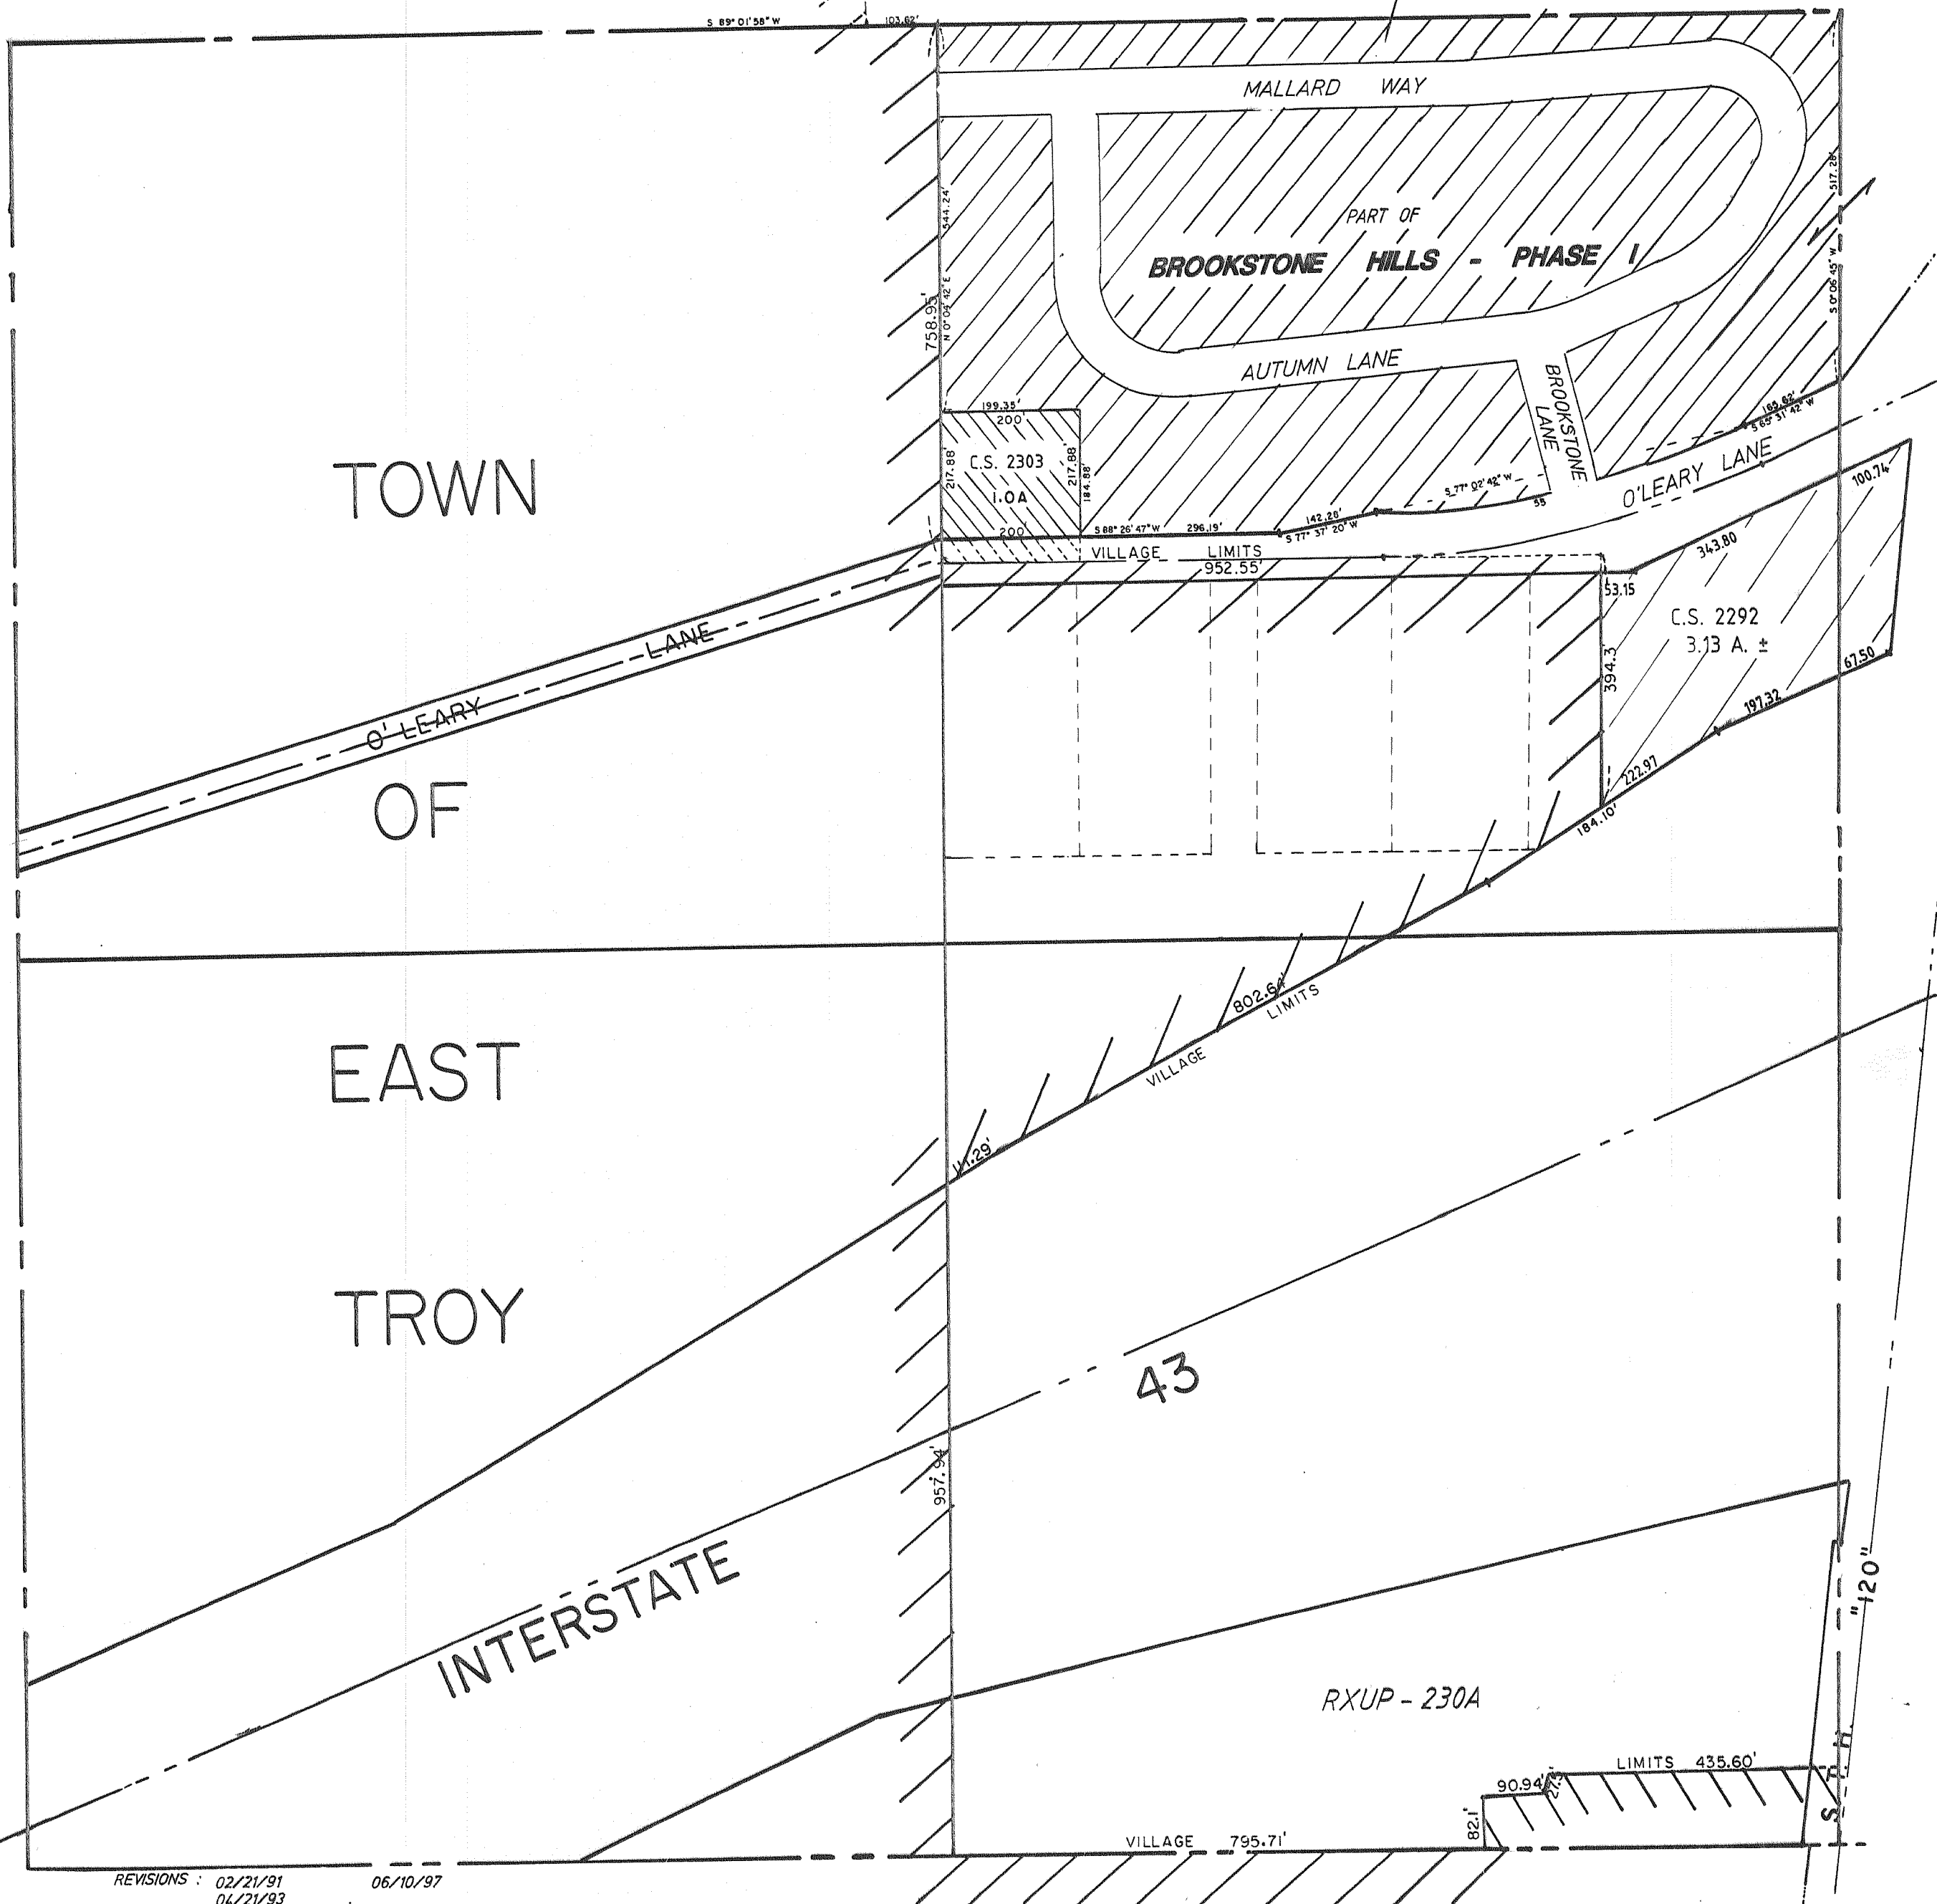 S 89° 01' 58" W 103.62'
MALLARD WAY
544.24'
N 0° 04' 42" E
758.95'
517.28'
S 0° 06' 45" W
PART OF
BROOKSTONE HILLS - PHASE I
AUTUMN LANE
BROOKSTONE
LANE
199.35'
200'
C.S. 2303
1.0A
217.88'
217.88'
184.88'
200'
165.62'
S 65° 31' 42" W
S 77° 02' 42" W
55
O'LEARY LANE
S 88° 26' 47" W 296.19'
142.28'
S 77° 37' 20" W
VILLAGE LIMITS
952.55'
100.74
343.80
53.15
C.S. 2292
3.13 A. ±
394.3'
67.50
197.32
222.97
184.10'
TOWN
O' LEARY LANE
OF
EAST
TROY
802.64'
VILLAGE LIMITS
111.29'
43
957.94'
INTERSTATE
RXUP - 230A
"120"
S. T. H.
LIMITS 435.60'
90.94'
27.5'
82.1'
VILLAGE 795.71'
REVISIONS : 02/21/91 06/10/97
04/21/93